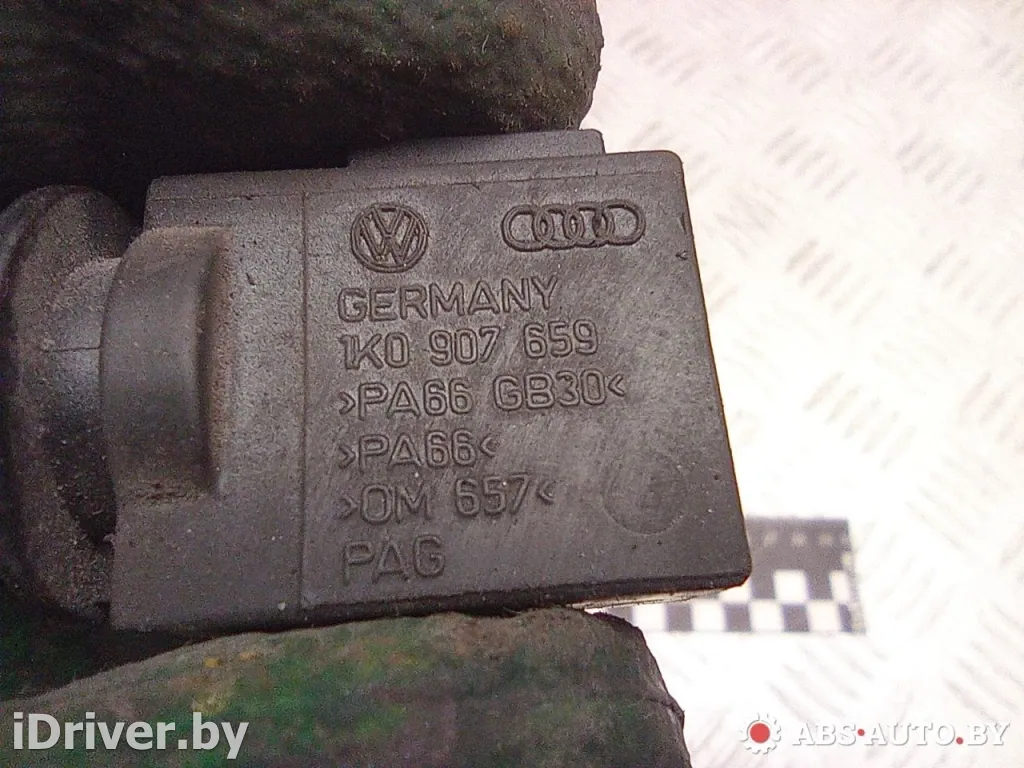 GERMANY
1K0 907 659
>PA66 GB30<
>PA66<
>OM 657<
PAG
iDriver.by
ABS-AUTO.BY